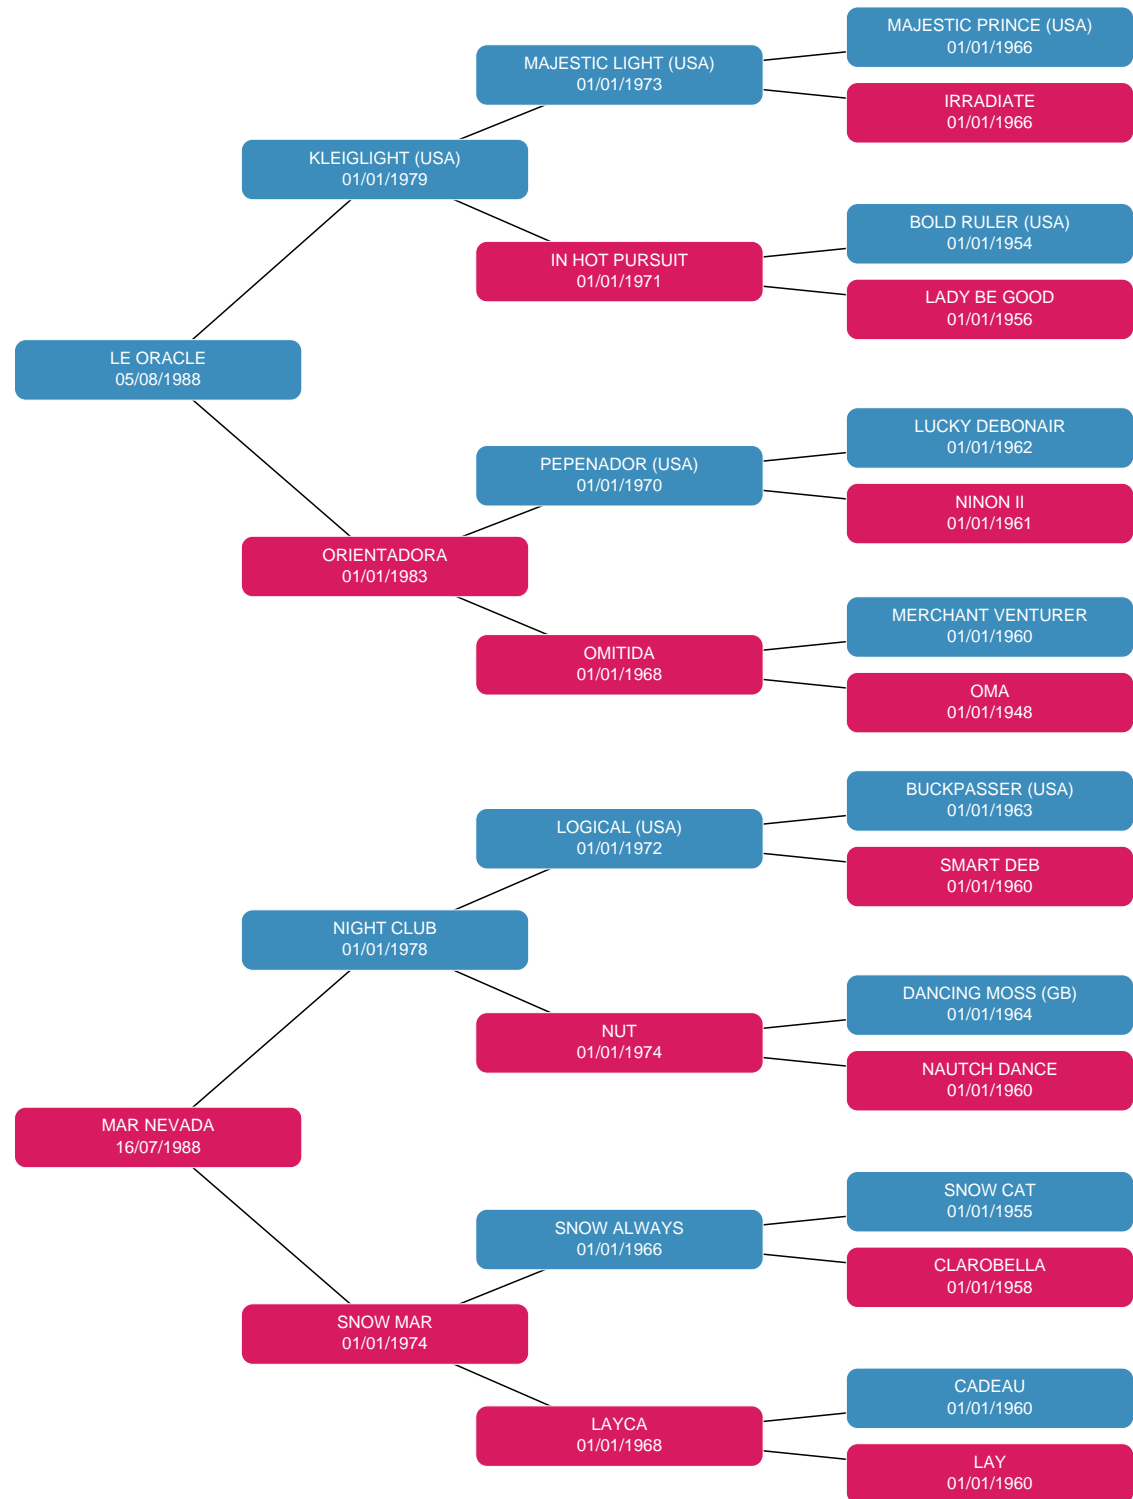 MAJESTIC PRINCE (USA)
01/01/1966
MAJESTIC LIGHT (USA)
01/01/1973
IRRADIATE
01/01/1966
KLEIGLIGHT (USA)
01/01/1979
BOLD RULER (USA)
01/01/1954
IN HOT PURSUIT
01/01/1971
LADY BE GOOD
01/01/1956
LE ORACLE
05/08/1988
LUCKY DEBONAIR
01/01/1962
PEPENADOR (USA)
01/01/1970
NINON II
01/01/1961
ORIENTADORA
01/01/1983
MERCHANT VENTURER
01/01/1960
OMITIDA
01/01/1968
OMA
01/01/1948
BUCKPASSER (USA)
01/01/1963
LOGICAL (USA)
01/01/1972
SMART DEB
01/01/1960
NIGHT CLUB
01/01/1978
DANCING MOSS (GB)
01/01/1964
NUT
01/01/1974
NAUTCH DANCE
01/01/1960
MAR NEVADA
16/07/1988
SNOW CAT
01/01/1955
SNOW ALWAYS
01/01/1966
CLAROBELLA
01/01/1958
SNOW MAR
01/01/1974
CADEAU
01/01/1960
LAYCA
01/01/1968
LAY
01/01/1960